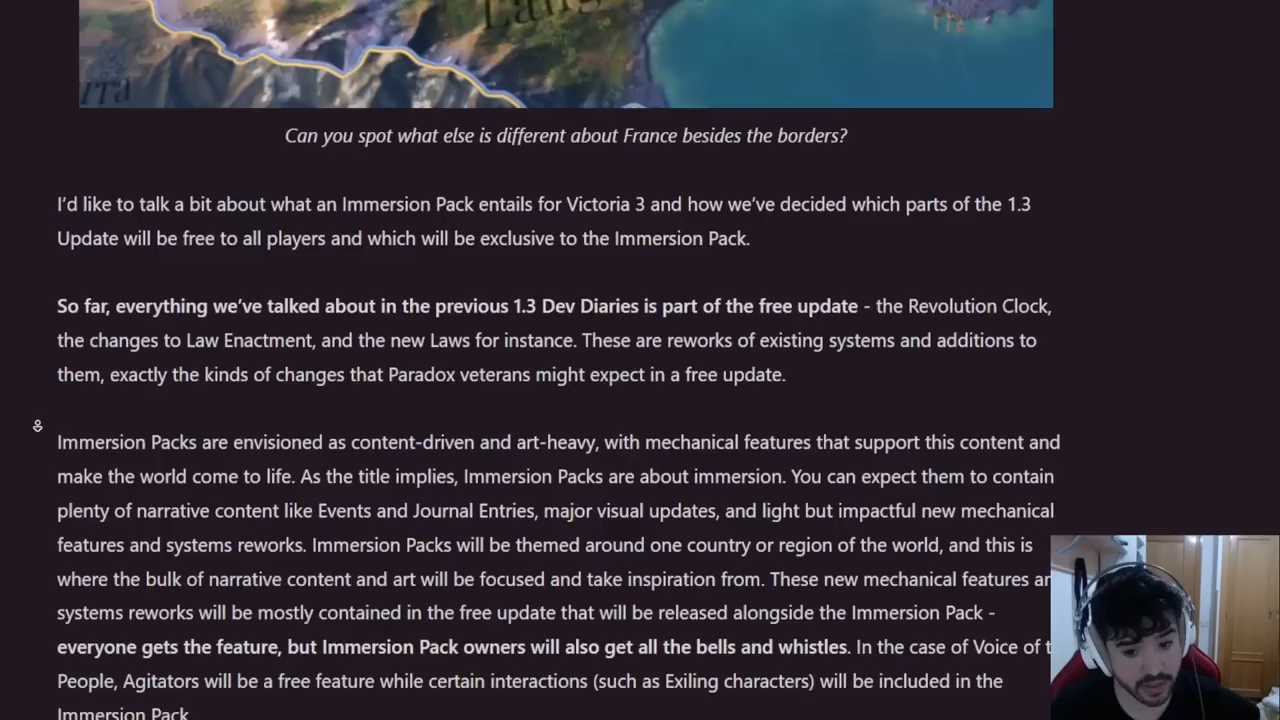 Lang
rra
Can you spot what else is different about France besides the borders?
I'd like to talk a bit about what an Immersion Pack entails for Victoria 3 and how we've decided which parts of the 1.3
Update will be free to all players and which will be exclusive to the Immersion Pack.
So far, everything we've talked about in the previous 1.3 Dev Diaries is part of the free update - the Revolution Clock,
the changes to Law Enactment, and the new Laws for instance. These are reworks of existing systems and additions to
them, exactly the kinds of changes that Paradox veterans might expect in a free update.
Immersion Packs are envisioned as content-driven and art-heavy, with mechanical features that support this content and
make the world come to life. As the title implies, Immersion Packs are about immersion. You can expect them to contain
plenty of narrative content like Events and Journal Entries, major visual updates, and light but impactful new mechanical
features and systems reworks. Immersion Packs will be themed around one country or region of the world, and this is
where the bulk of narrative content and art will be focused and take inspiration from. These new mechanical features an
systems reworks will be mostly contained in the free update that will be released alongside the Immersion Pack -
everyone gets the feature, but Immersion Pack owners will also get all the bells and whistles. In the case of Voice of t
People, Agitators will be a free feature while certain interactions (such as Exiling characters) will be included in the
Immersion Pack